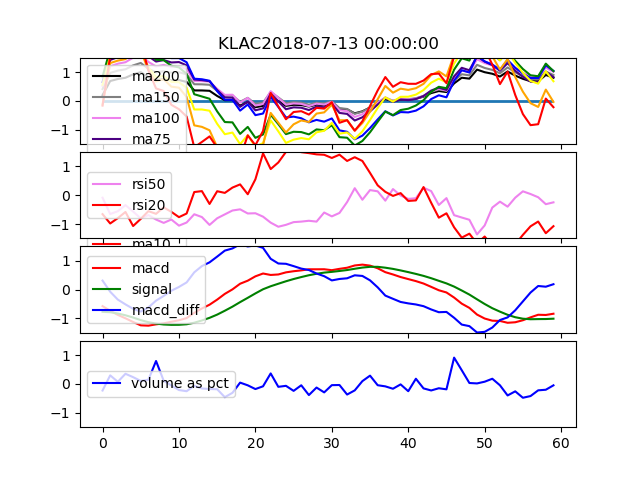 KLAC2018-07-13 00:00:00
1
0
−1
ma200
ma150
ma100
ma75
1
0
−1
rsi50
rsi20
ma10
1
0
−1
macd
signal
macd_diff
1
0
−1
volume as pct
0
10
20
30
40
50
60